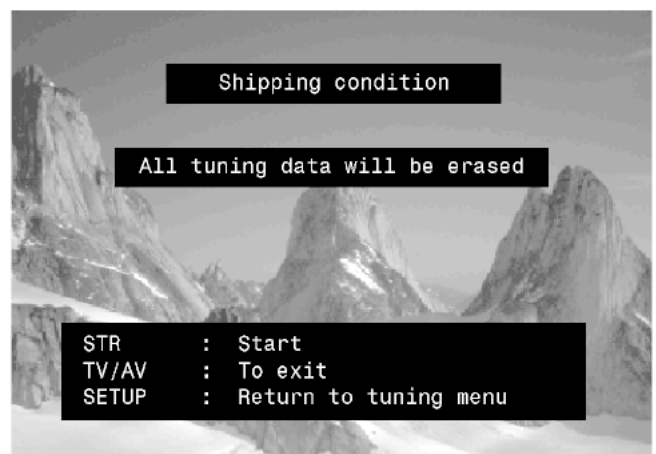 Shipping condition
All tuning data will be erased
STR : Start
TV/AV : To exit
SETUP : Return to tuning menu